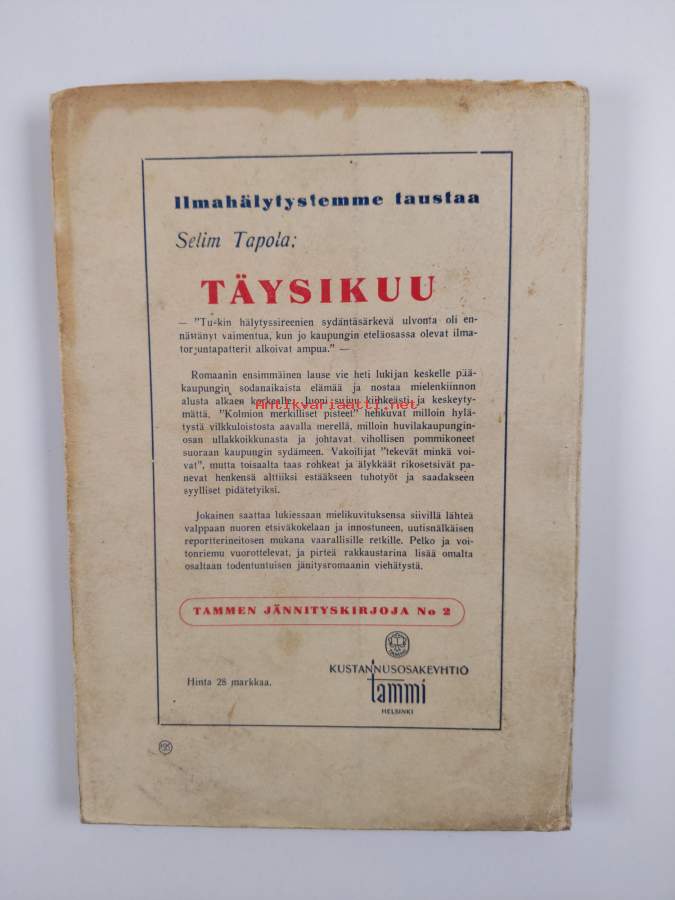 Ilmahälytystemme taustaa
Selim Tapola:
TÄYSIKUU
— "Tuskin hälytyssireenien sydäntäsärkevä ulvonta oli en-
nättänyt vaimentua, kun jo kaupungin eteläosassa olevat ilma-
torjuntapatterit alkoivat ampua." —
Romaanin ensimmäinen lause vie heti lukijan keskelle pää-
kaupungin sodanaikaista elämää ja nostaa mielenkiinnon
alusta alkaen korkealle. Juoni sujuu kiihkeästi ja keskeyty-
Antikvariaatti.net
mättä. "Kolmion merkilliset pisteet" hehkuvat milloin hylä-
tystä vilkkuloistosta aavalla merellä, milloin huvilakaupungin-
osan ullakkoikkunasta ja johtavat vihollisen pommikoneet
suoraan kaupungin sydämeen. Vakoilijat "tekevät minkä voi-
vat", mutta toisaalta taas rohkeat ja älykkäät rikosetsivät pa-
nevat henkensä alttiiksi estääkseen tuhotyöt ja saadakseen
syylliset pidätetyiksi.
Jokainen saattaa lukiessaan mielikuvituksensa siivillä lähteä
valppaan nuoren etsiväkokelaan ja innostuneen, uutisnälkäisen
reportterineitosen mukana vaarallisille retkille. Pelko ja voi-
tonriemu vuorottelevat, ja pirteä rakkaustarina lisää omalta
osaltaan todentuntuisen jänitysromaanin viehätystä.
TAMMEN JÄNNITYSKIRJOJA No 2
Hinta 28 markkaa.
KUSTANNUSOSAKEYHTIÖ
tammi
HELSINKI